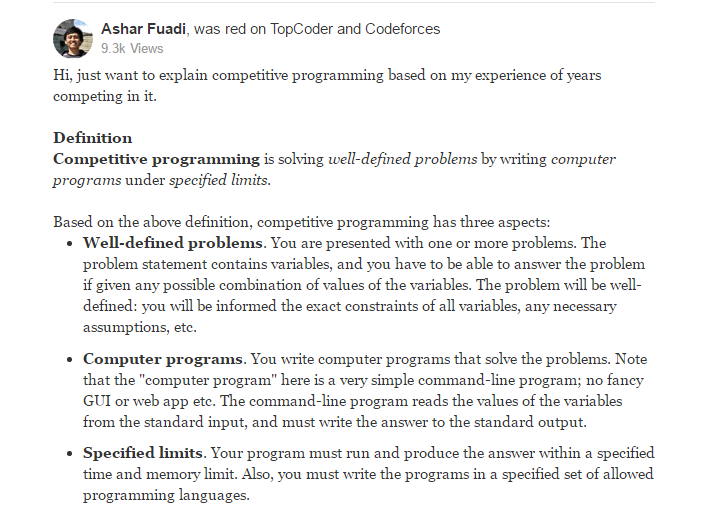 Ashar Fuadi, was red on TopCoder and Codeforces
9.3k Views
Hi, just want to explain competitive programming based on my experience of years
competing in it.
Definition
Competitive programming is solving well-defined problems by writing computer
programs under specified limits.
Based on the above definition, competitive programming has three aspects:
• Well-defined problems. You are presented with one or more problems. The
problem statement contains variables, and you have to be able to answer the problem
if given any possible combination of values of the variables. The problem will be well-
defined: you will be informed the exact constraints of all variables, any necessary
assumptions, etc.
• Computer programs. You write computer programs that solve the problems. Note
that the "computer program" here is a very simple command-line program; no fancy
GUI or web app etc. The command-line program reads the values of the variables
from the standard input, and must write the answer to the standard output.
• Specified limits. Your program must run and produce the answer within a specified
time and memory limit. Also, you must write the programs in a specified set of allowed
programming languages.